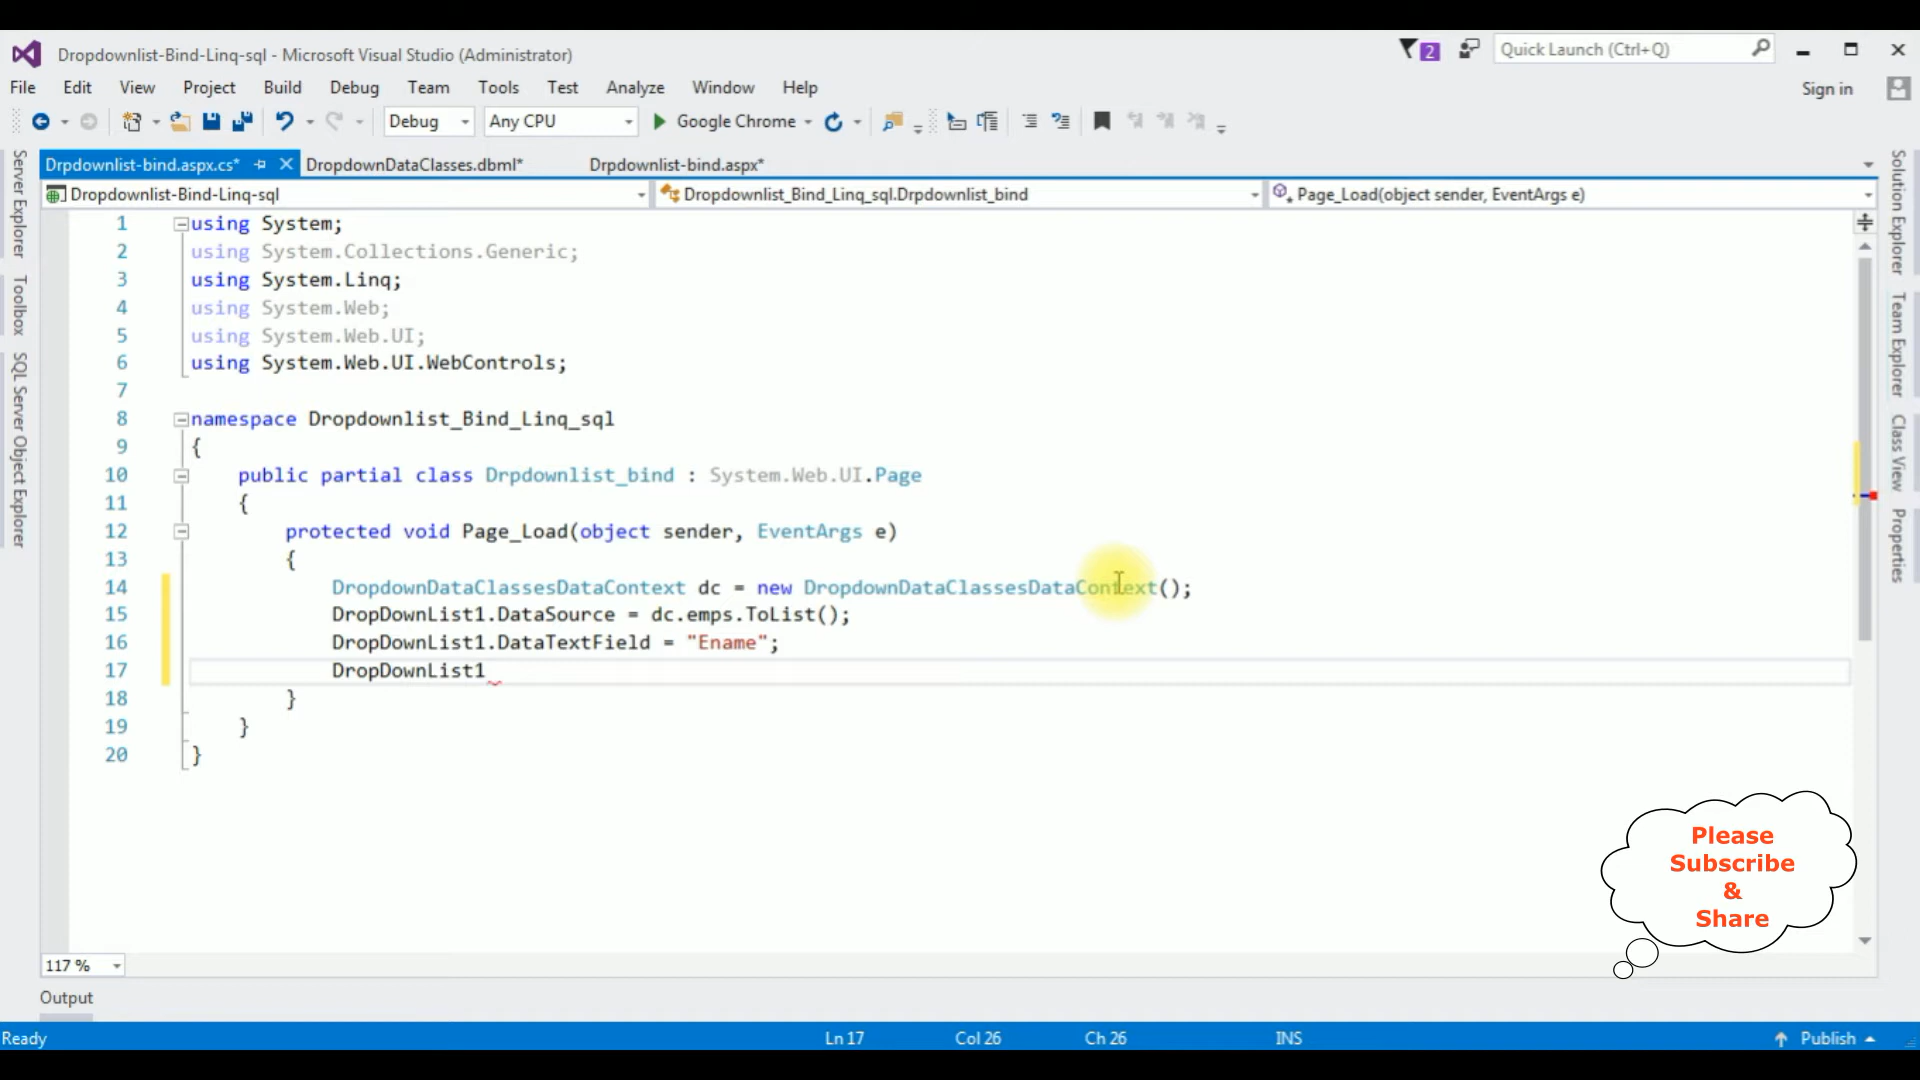 Dropdownlist-Bind-Linq-sql - Microsoft Visual Studio (Administrator)
2
Quick Launch (Ctrl+Q)
File Edit View Project Build Debug Team Tools Test Analyze Window Help
Sign in
Debug Any CPU Google Chrome
Drpdownlist-bind.aspx.cs* DropdownDataClasses.dbml* Drpdownlist-bind.aspx*
Dropdownlist-Bind-Linq-sql Dropdownlist_Bind_Linq_sql.Drpdownlist_bind Page_Load(object sender, EventArgs e)
Server Explorer
Toolbox
SQL Server Object Explorer
1 using System;
2 using System.Collections.Generic;
3 using System.Linq;
4 using System.Web;
5 using System.Web.UI;
6 using System.Web.UI.WebControls;
7
8 namespace Dropdownlist_Bind_Linq_sql
9 {
10 public partial class Drpdownlist_bind : System.Web.UI.Page
11 {
12 protected void Page_Load(object sender, EventArgs e)
13 {
14 DropdownDataClassesDataContext dc = new DropdownDataClassesDataContext();
15 DropDownList1.DataSource = dc.emps.ToList();
16 DropDownList1.DataTextField = "Ename";
17 DropDownList1
18 }
19 }
20 }
Solution Explorer
Team Explorer
Class View
Properties
Please
Subscribe
&
Share
117 %
Output
Ready Ln 17 Col 26 Ch 26 INS Publish